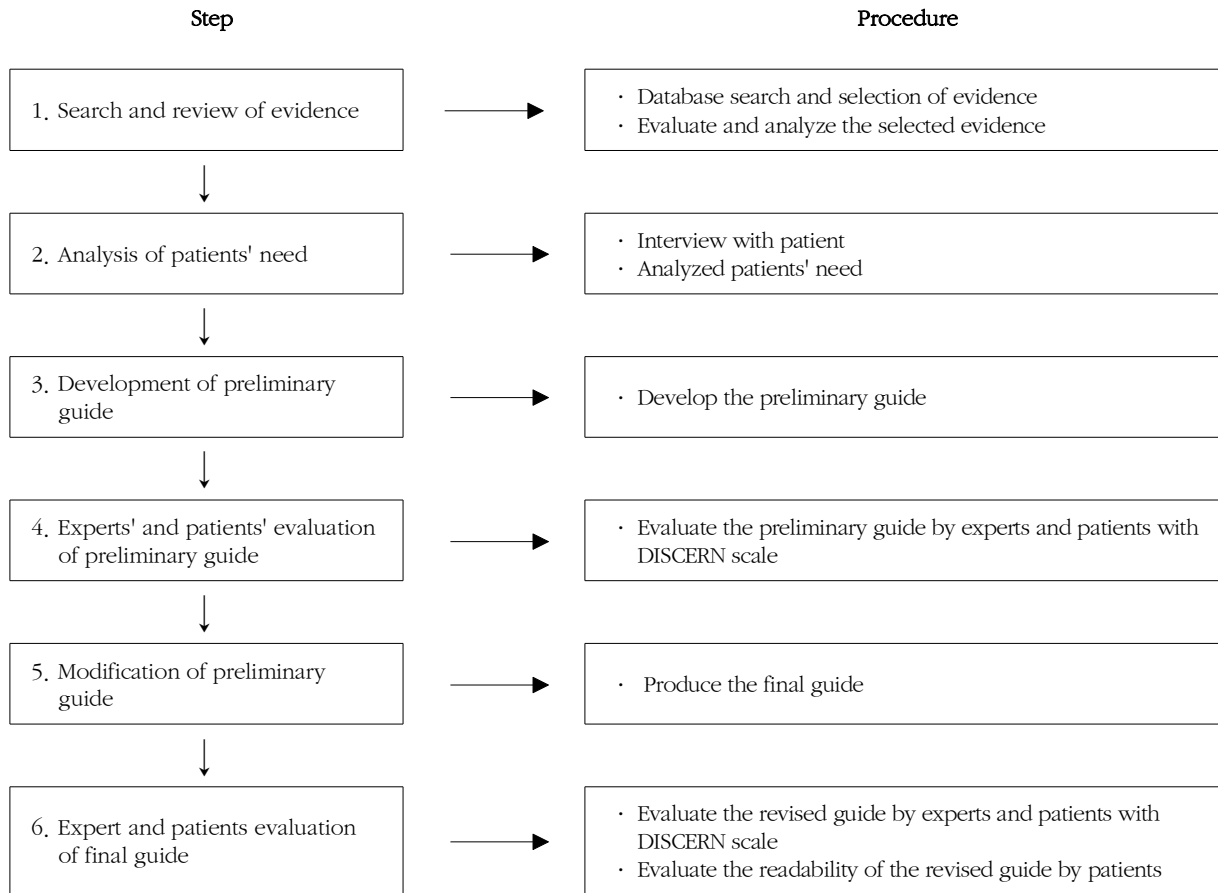 Step
Procedure
1. Search and review of evidence
· Database search and selection of evidence
· Evaluate and analyze the selected evidence
2. Analysis of patients' need
· Interview with patient
· Analyzed patients' need
3. Development of preliminary
guide
· Develop the preliminary guide
4. Experts' and patients' evaluation
of preliminary guide
· Evaluate the preliminary guide by experts and patients with
DISCERN scale
5. Modification of preliminary
guide
· Produce the final guide
6. Expert and patients evaluation
of final guide
· Evaluate the revised guide by experts and patients with
DISCERN scale
· Evaluate the readability of the revised guide by patients